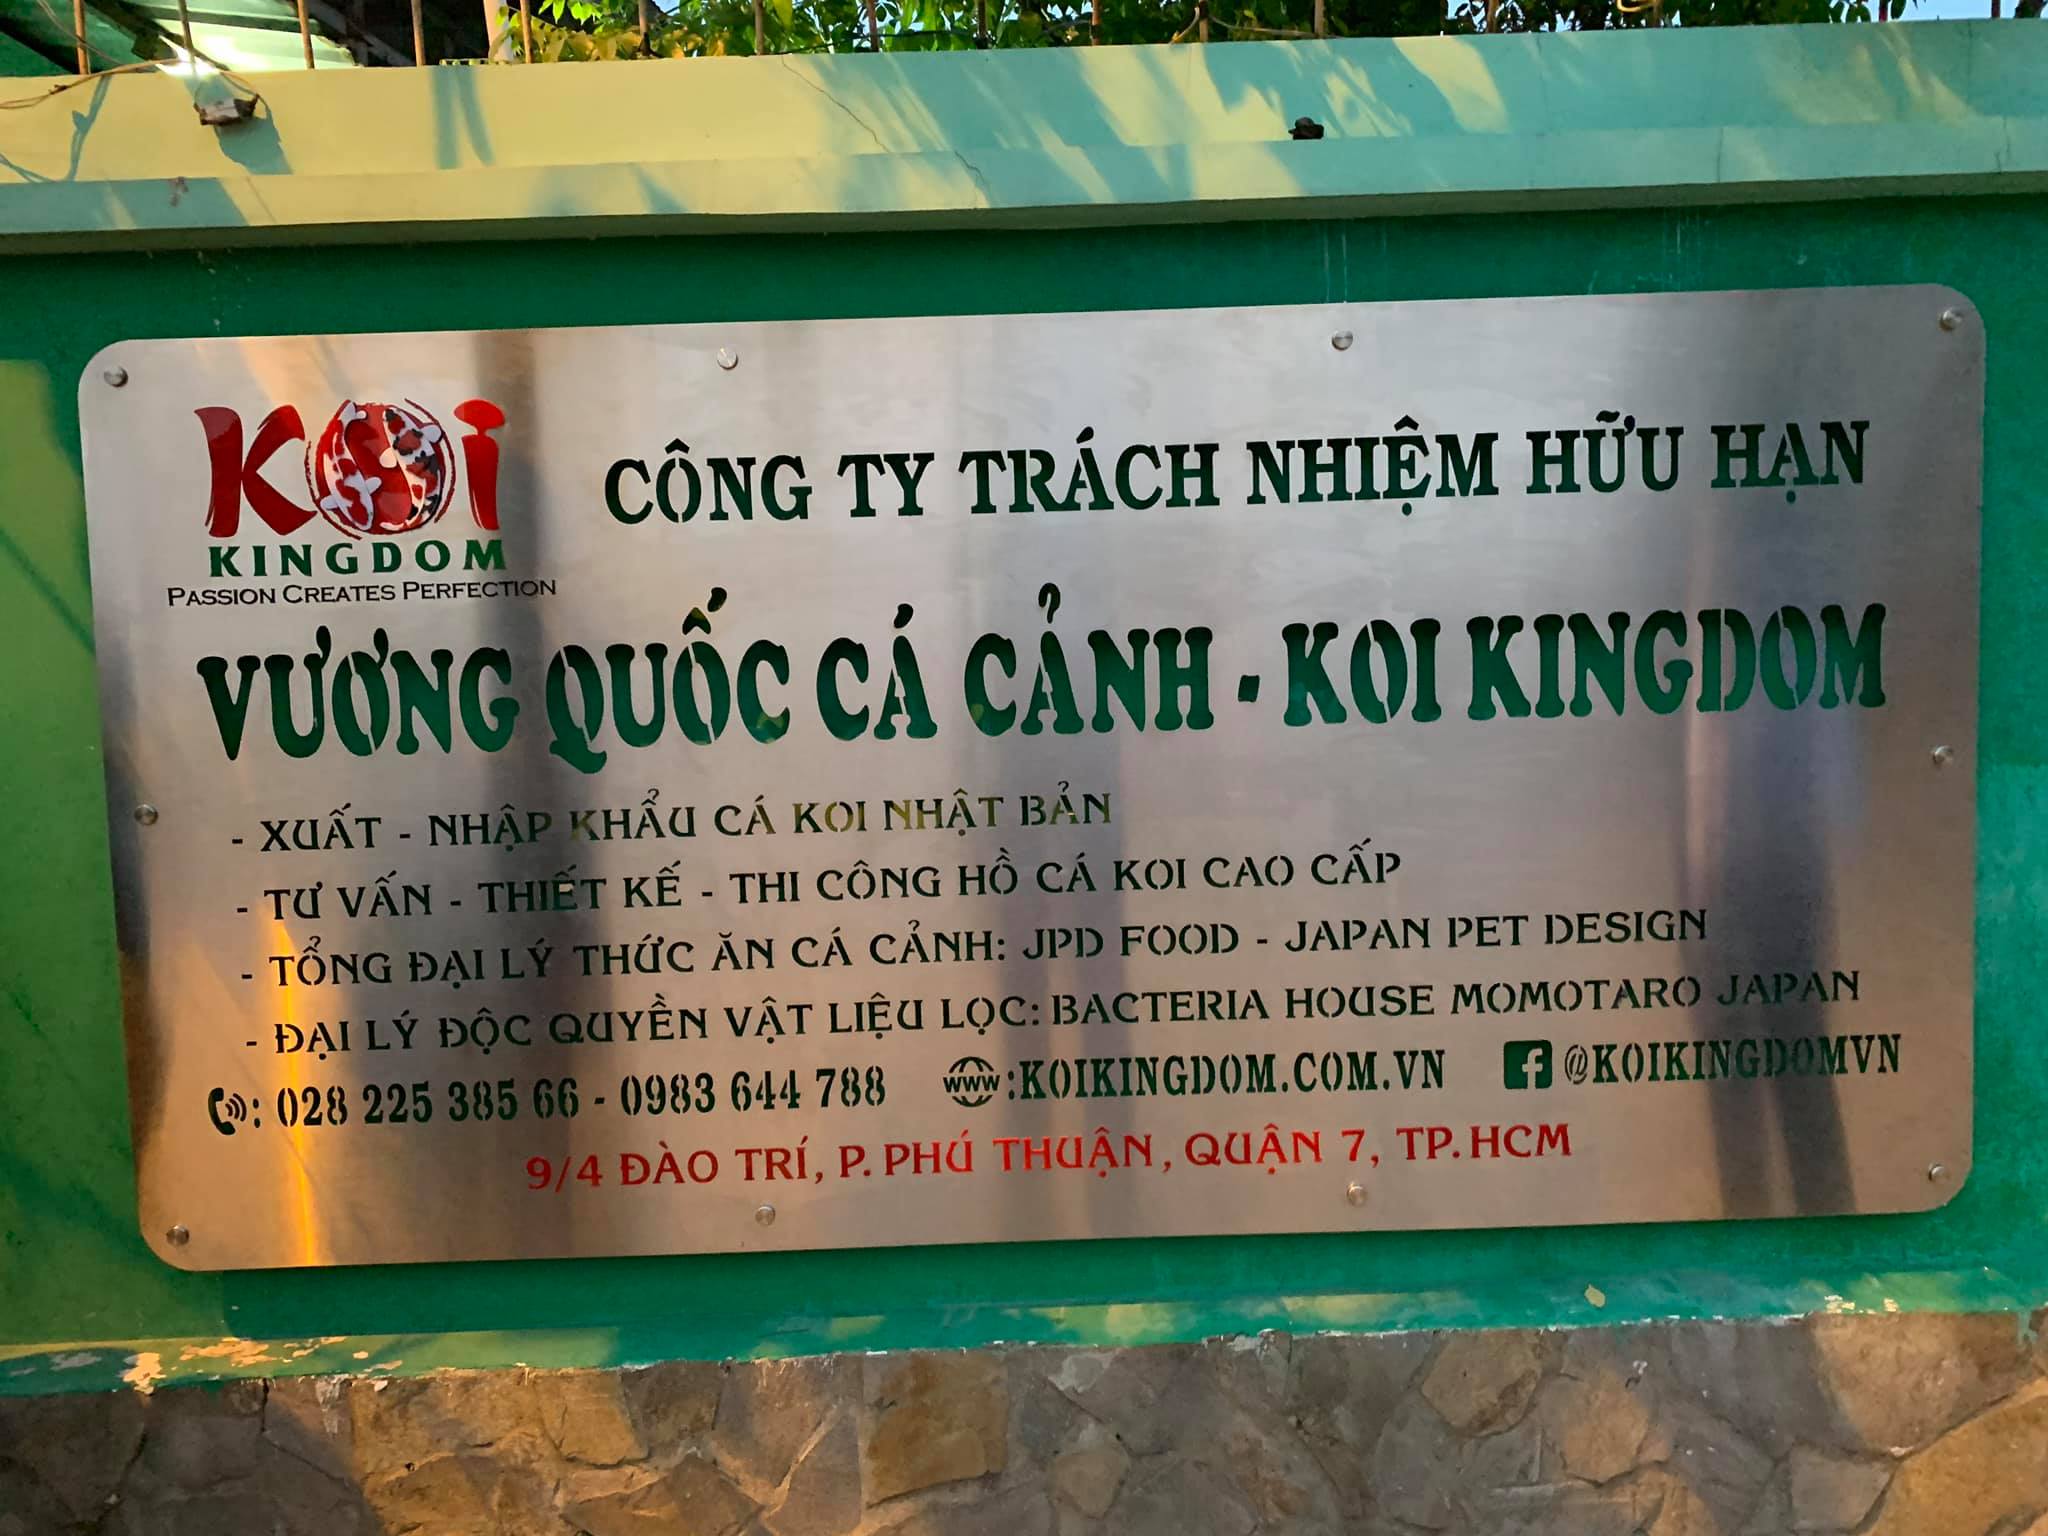 KOI
KINGDOM
PASSION CREATES PERFECTION
CÔNG TY TRÁCH NHIỆM HỮU HẠN
VƯƠNG QUỐC CÁ CẢNH - KOI KINGDOM
- XUẤT - NHẬP KHẨU CÁ KOI NHẬT BẢN
- TƯ VẤN - THIẾT KẾ - THI CÔNG HỒ CÁ KOI CAO CẤP
- TỔNG ĐẠI LÝ THỨC ĂN CÁ CẢNH: JPD FOOD - JAPAN PET DESIGN
- ĐẠI LÝ ĐỘC QUYỀN VẬT LIỆU LỌC: BACTERIA HOUSE MOMOTARO JAPAN
: 028 225 385 66 - 0983 644 788 www:KOIKINGDOM.COM.VN f @KOIKINGDOMVN
9/4 ĐÀO TRÍ, P. PHÚ THUẬN, QUẬN 7, TP.HCM